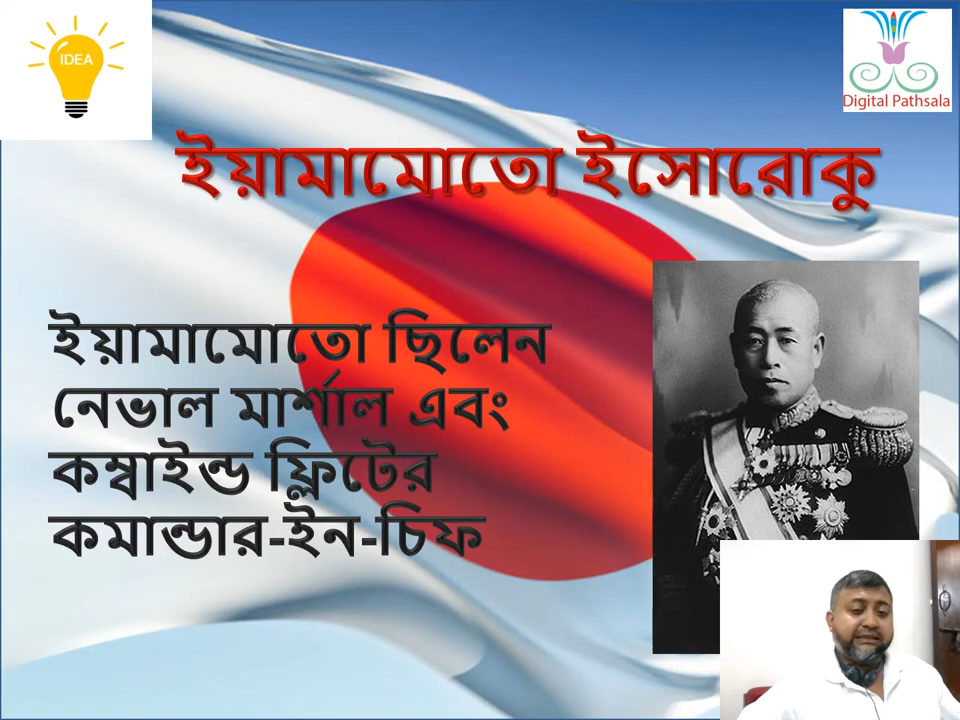 IDEA
Digital Pathsala
ইয়ামামোতো ইসোরোকু
ইয়ামামোতো ছিলেন
নেভাল মার্শাল এবং
কম্বাইন্ড ফ্লিটের
কমান্ডার-ইন-চিফ